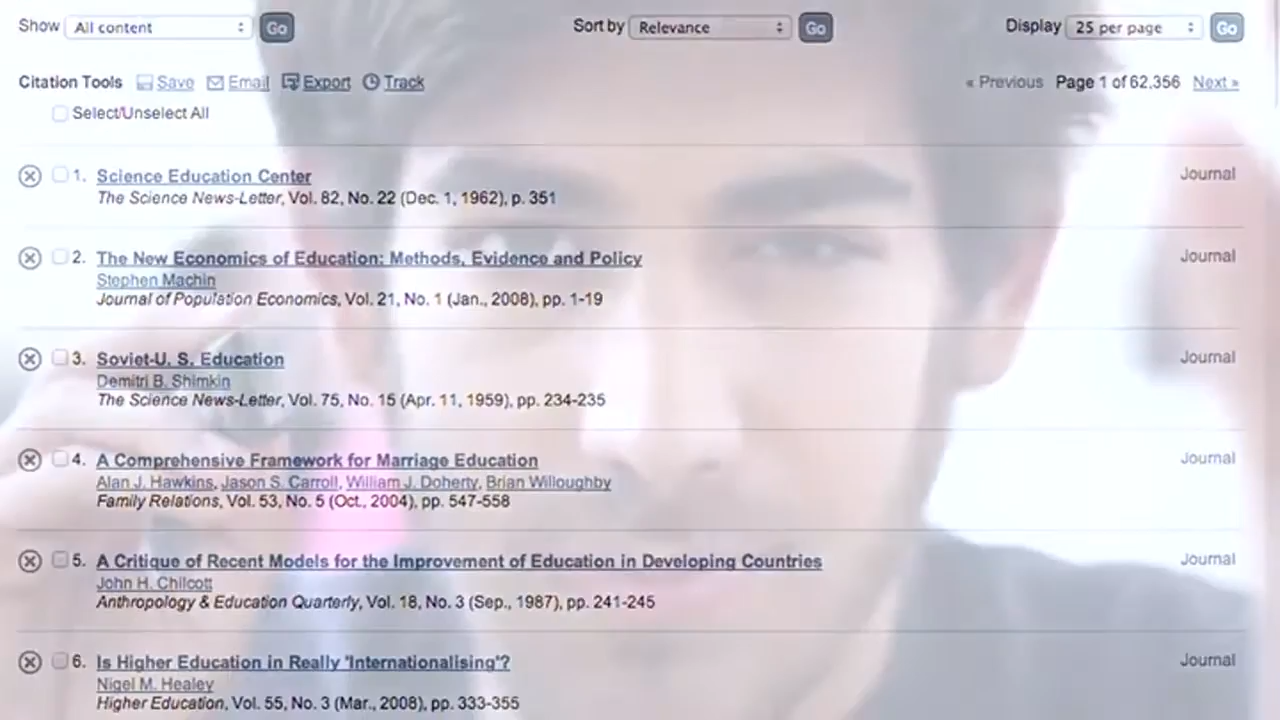 Show All content Go Sort by Relevance Go Display 25 per page Go
Citation Tools Save Email Export Track « Previous Page 1 of 62,356 Next »
Select/Unselect All
1. Science Education Center Journal
The Science News-Letter, Vol. 82, No. 22 (Dec. 1, 1962), p. 351
2. The New Economics of Education: Methods, Evidence and Policy Journal
Stephen Machin
Journal of Population Economics, Vol. 21, No. 1 (Jan., 2008), pp. 1-19
3. Soviet-U. S. Education Journal
Demitri B. Shimkin
The Science News-Letter, Vol. 75, No. 15 (Apr. 11, 1959), pp. 234-235
4. A Comprehensive Framework for Marriage Education Journal
Alan J. Hawkins, Jason S. Carroll, William J. Doherty, Brian Willoughby
Family Relations, Vol. 53, No. 5 (Oct., 2004), pp. 547-558
5. A Critique of Recent Models for the Improvement of Education in Developing Countries Journal
John H. Chilcott
Anthropology & Education Quarterly, Vol. 18, No. 3 (Sep., 1987), pp. 241-245
6. Is Higher Education in Really 'Internationalising'? Journal
Nigel M. Healey
Higher Education, Vol. 55, No. 3 (Mar., 2008), pp. 333-355